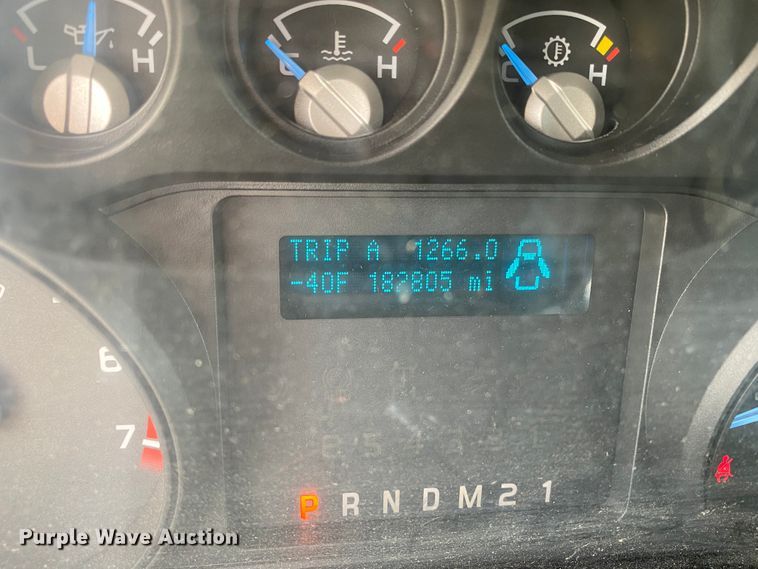 L H
C H
C H
TRIP A 1266.0
-40F 182805 mi
6
7
P R N D M 2 1
Purple Wave Auction